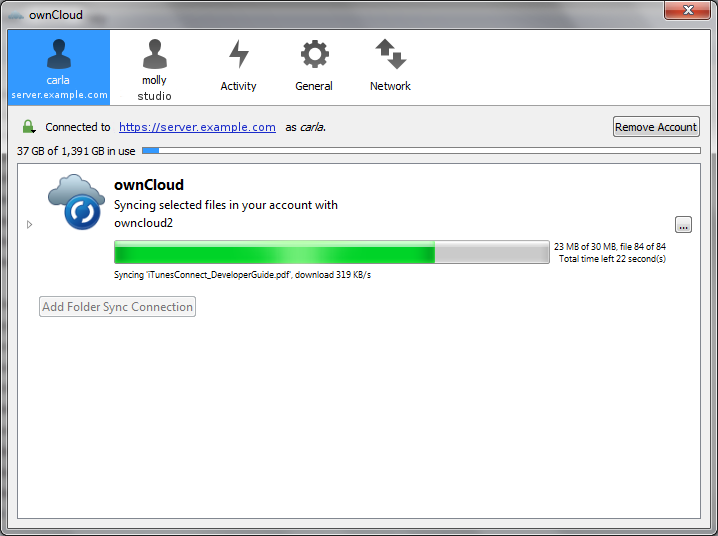 ownCloud
carla
server.example.com
molly
studio
Activity
General
Network
Connected to https://server.example.com as carla.
Remove Account
37 GB of 1,391 GB in use
ownCloud
Syncing selected files in your account with
owncloud2
...
23 MB of 30 MB, file 84 of 84
Total time left 22 second(s)
Syncing 'iTunesConnect_DeveloperGuide.pdf', download 319 KB/s
Add Folder Sync Connection